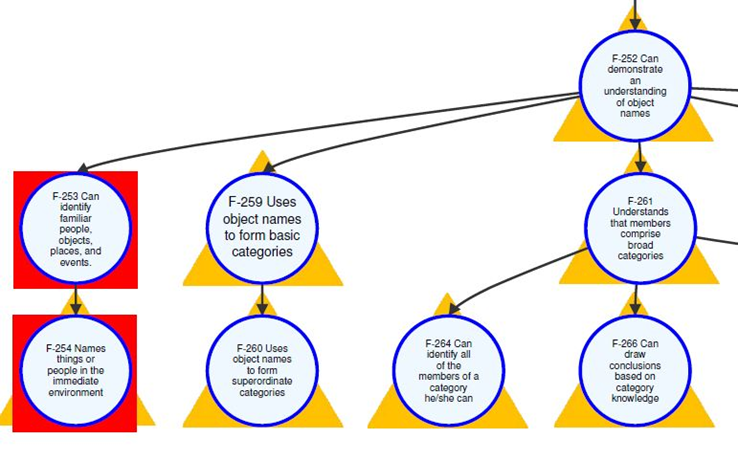 F-252 Can
demonstrate
an
understanding
of object
names
F-253 Can
identify
familiar
people,
objects,
places, and
events.
F-259 Uses
object names
to form basic
categories
F-261
Understands
that members
comprise
broad
categories
F-254 Names
things or
people in the
immediate
environment
F-260 Uses
object names
to form
superordinate
categories
F-264 Can
identify all
of the
members of a
category
he/she can
F-266 Can
draw
conclusions
based on
category
knowledge